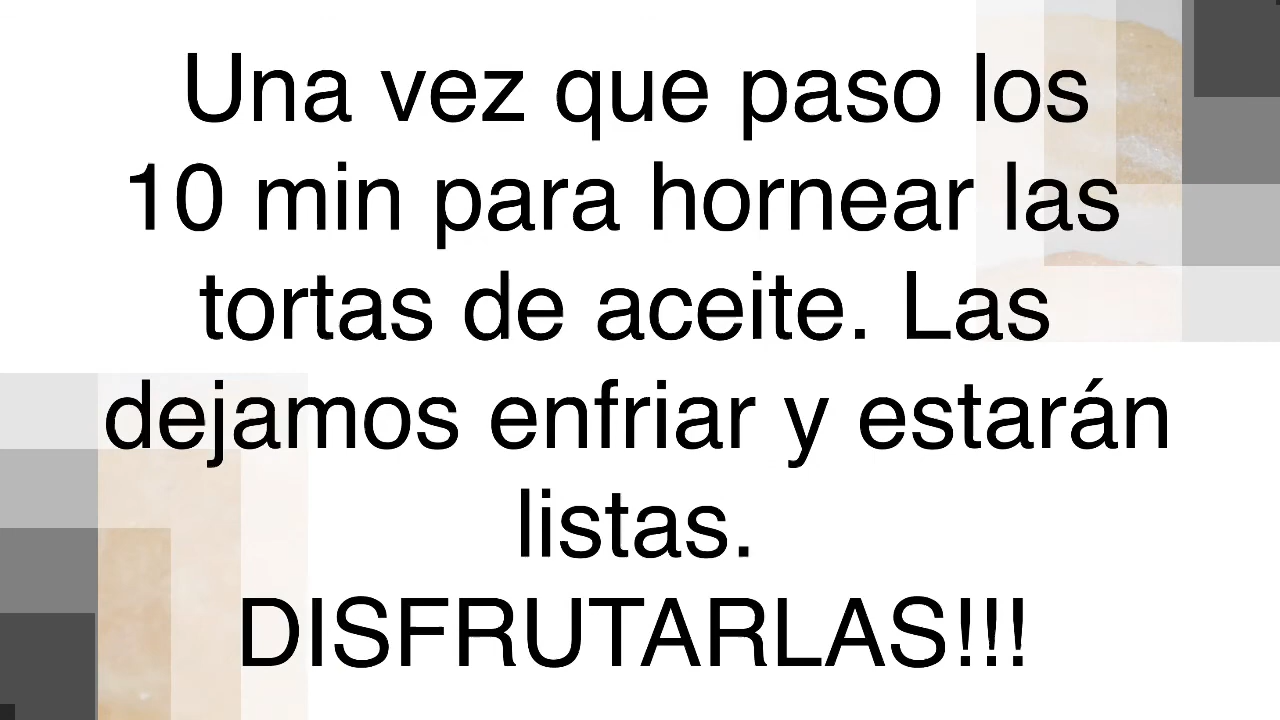 Una vez que paso los
10 min para hornear las
tortas de aceite. Las
dejamos enfriar y estarán
listas.
DISFRUTARLAS!!!